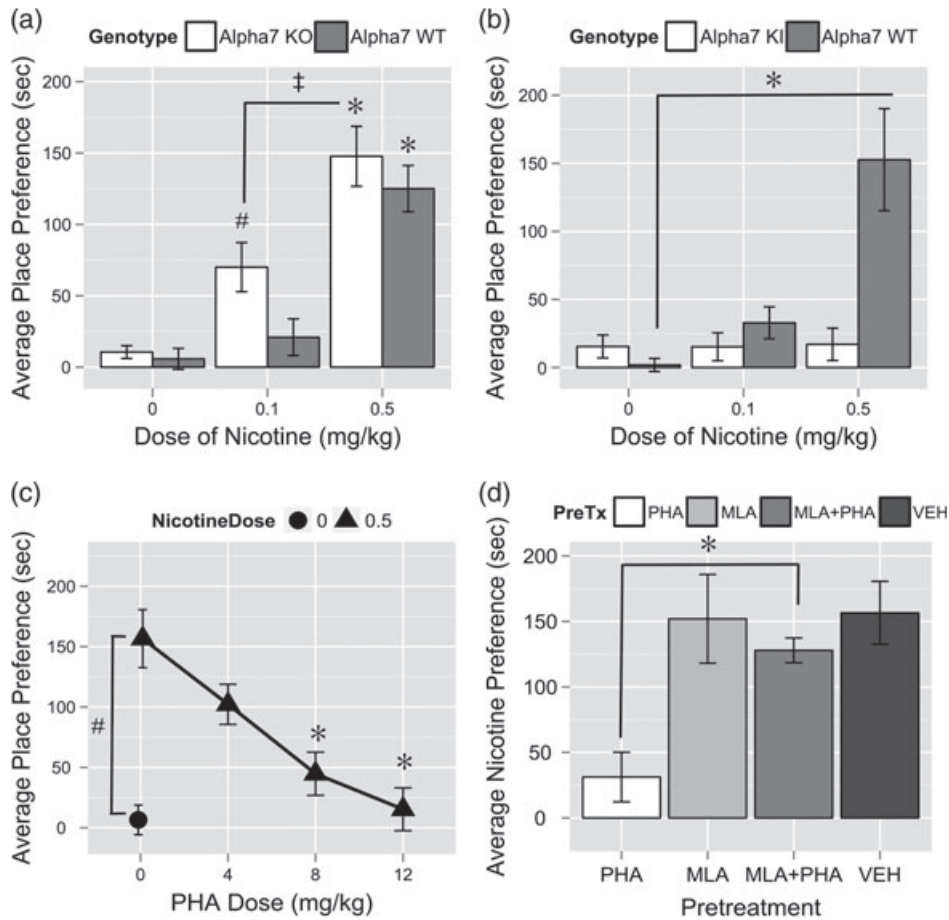 (a)
Genotype Alpha7 KO Alpha7 WT
Average Place Preference (sec)
200
150
100
50
0
‡
*
*
#
0 0.1 0.5
Dose of Nicotine (mg/kg)
(b)
Genotype Alpha7 KI Alpha7 WT
Average Place Preference (sec)
200
150
100
50
0
*
0 0.1 0.5
Dose of Nicotine (mg/kg)
(c)
NicotineDose 0 0.5
Average Place Preference (sec)
200
150
100
50
0
#
*
*
0 4 8 12
PHA Dose (mg/kg)
(d)
PreTx PHA MLA MLA+PHA VEH
Average Nicotine Preference (sec)
200
150
100
50
0
*
PHA MLA MLA+PHA VEH
Pretreatment